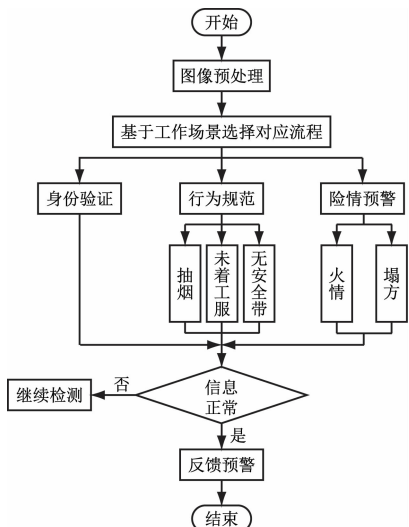 开始
图像预处理
基于工作场景选择对应流程
身份验证
行为规范
险情预警
抽烟
未着工服
无安全带
火情
塌方
信息
正常
否
继续检测
是
反馈预警
结束